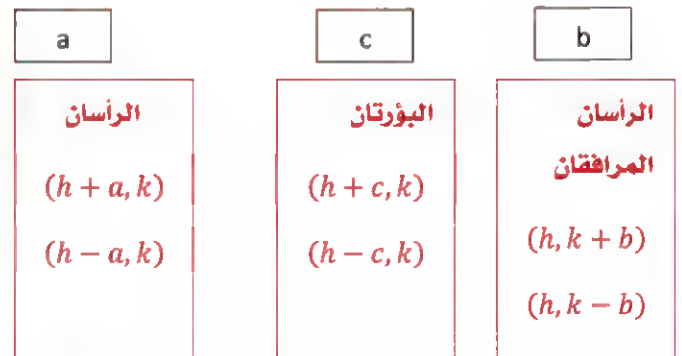 a
c
b
الرأسان
(h + a, k)
(h − a, k)
البؤرتان
(h + c, k)
(h − c, k)
الرأسان
المرافقان
(h, k + b)
(h, k − b)